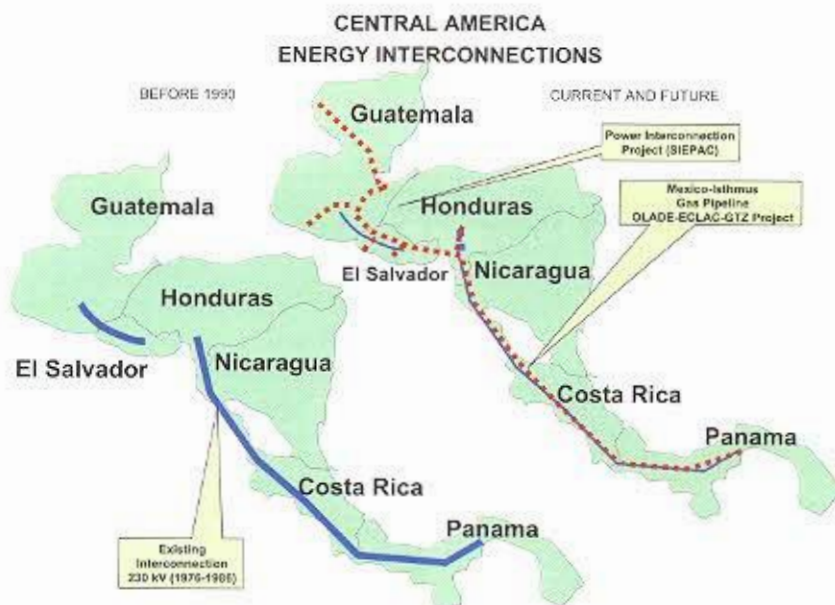 CENTRAL AMERICA
ENERGY INTERCONNECTIONS
BEFORE 1990
CURRENT AND FUTURE
Guatemala
Power Interconnection
Project (SIEPAC)
Mexico-Isthmus
Gas Pipeline
OLADE-ECLAC-GTZ Project
Honduras
El Salvador
Nicaragua
Costa Rica
Panama
Guatemala
Honduras
El Salvador
Nicaragua
Costa Rica
Panama
Existing
Interconnection
230 kV (1976-1986)